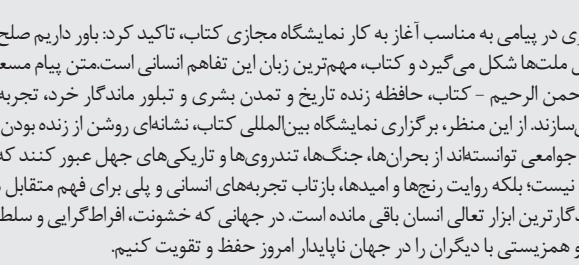 ری در پیامی به مناسب آغاز به کار نمایشگاه مجازی کتاب، تاکید کرد: باور داریم صلح
ملت‌ها شکل می‌گیرد و کتاب، مهم‌ترین زبان این تفاهم انسانی است.متن پیام مسع
حمن الرحیم - کتاب، حافظه زنده تاریخ و تمدن بشری و تبلور ماندگار خرد، تجربه
سازند. از این منظر، برگزاری نمایشگاه بین‌المللی کتاب، نشانه‌ای روشن از زنده بودن
جوامعی توانسته‌اند از بحران‌ها، جنگ‌ها، تندروی‌ها و تاریکی‌های جهل عبور کنند که
نیست؛ بلکه روایت رنج‌ها و امیدها، بازتاب تجربه‌های انسانی و پلی برای فهم متقابل
دگارترین ابزار تعالی انسان باقی مانده است. در جهانی که خشونت، افراط‌گرایی و سلط
و همزیستی با دیگران را در جهان ناپایدار امروز حفظ و تقویت کنیم.